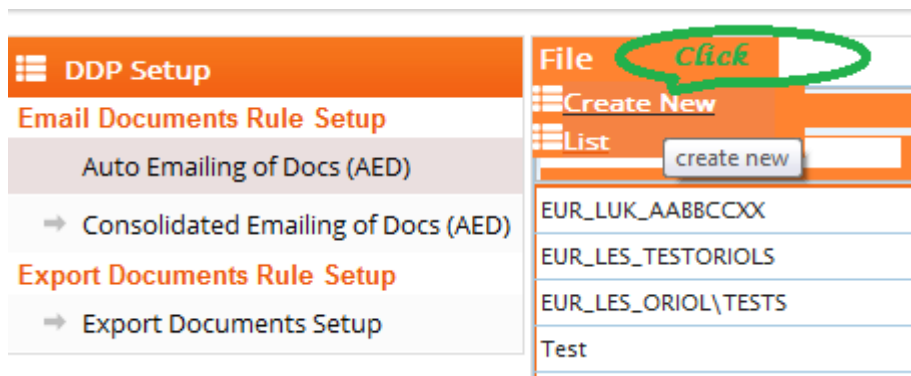 DDP Setup
Email Documents Rule Setup
Auto Emailing of Docs (AED)
Consolidated Emailing of Docs (AED)
Export Documents Rule Setup
Export Documents Setup
File
Click
Create New
List
create new
EUR_LUK_AABBCCXX
EUR_LES_TESTORIOLS
EUR_LES_ORIOL\TESTS
Test